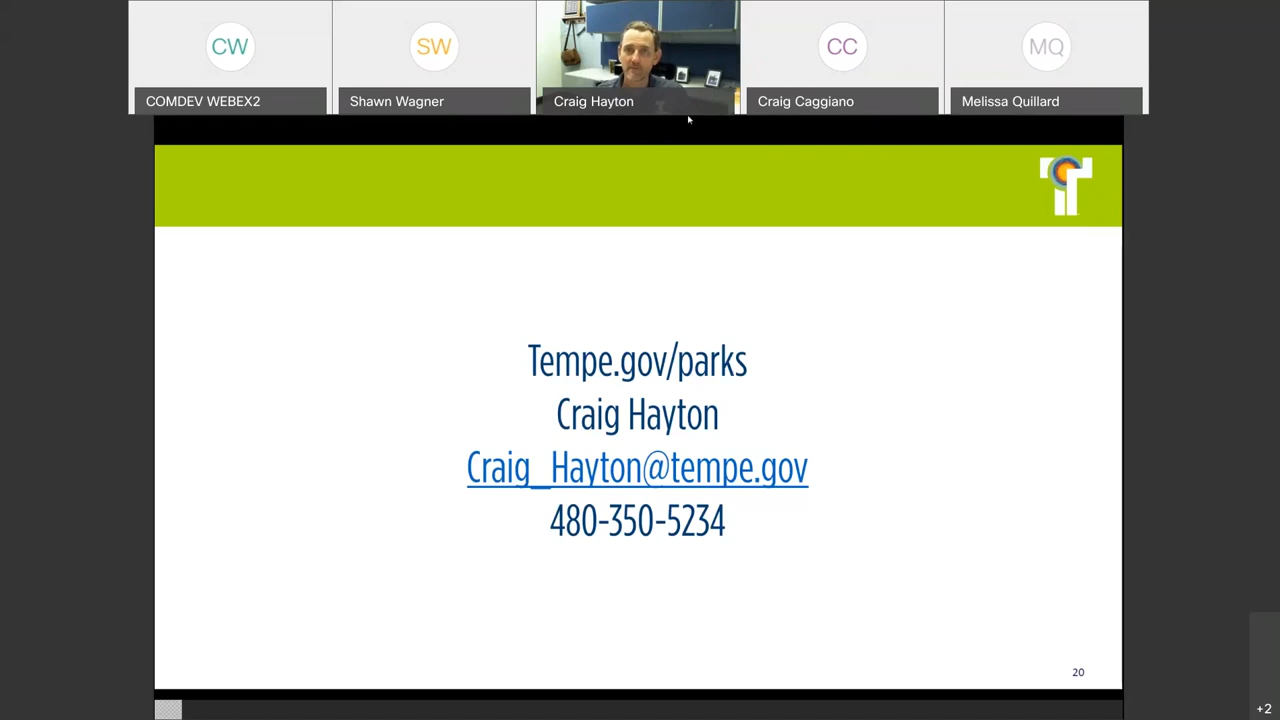 CW
SW
CC
MQ
COMDEV WEBEX2
Shawn Wagner
Craig Hayton
Craig Caggiano
Melissa Quillard
Tempe.gov/parks
Craig Hayton
Craig_Hayton@tempe.gov
480-350-5234
20
+2